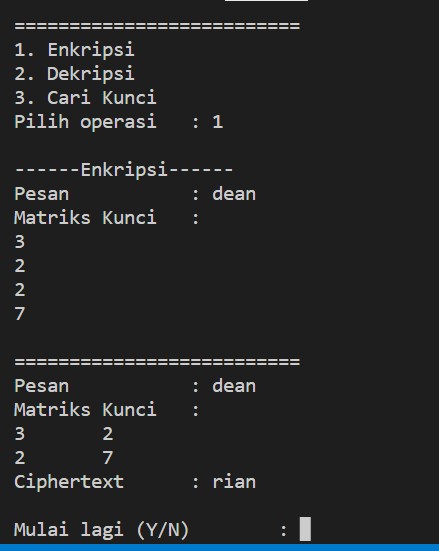 ==========================
1. Enkripsi
2. Dekripsi
3. Cari Kunci
Pilih operasi   : 1
------Enkripsi------
Pesan           : dean
Matriks Kunci   :
3
2
2
7
==========================
Pesan           : dean
Matriks Kunci   :
3       2
2       7
Ciphertext      : rian
Mulai lagi (Y/N)        :